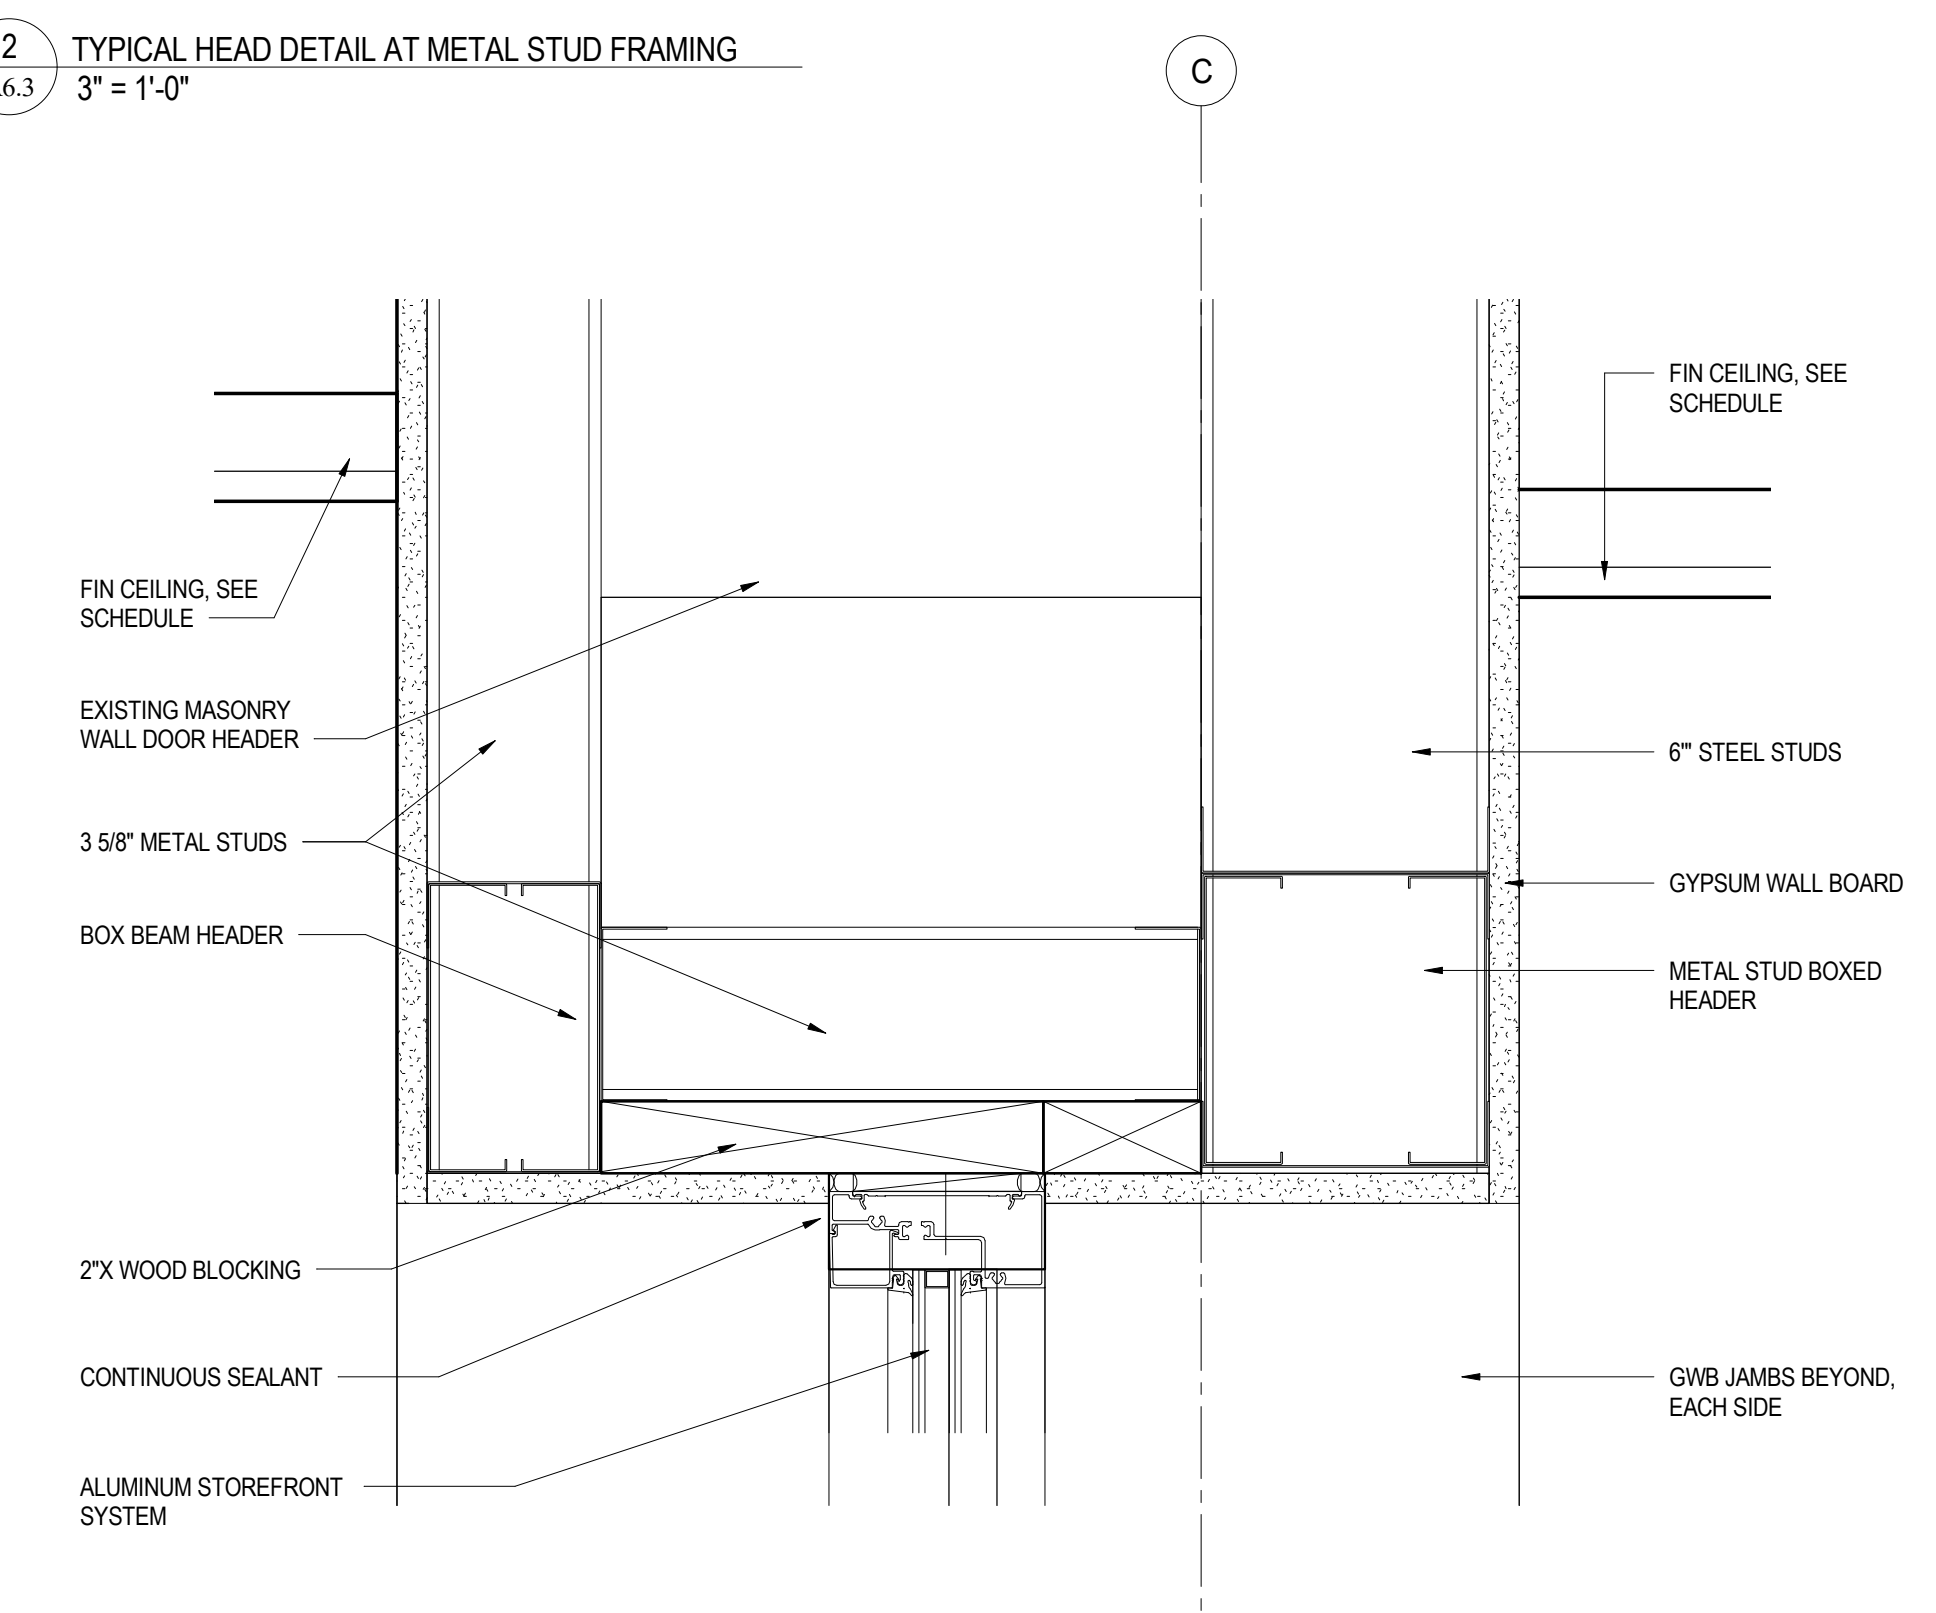 2
TYPICAL HEAD DETAIL AT METAL STUD FRAMING
6.3
3" = 1'-0"
C
FIN CEILING, SEE
SCHEDULE
FIN CEILING, SEE
SCHEDULE
EXISTING MASONRY
WALL DOOR HEADER
6'" STEEL STUDS
3 5/8" METAL STUDS
GYPSUM WALL BOARD
BOX BEAM HEADER
METAL STUD BOXED
HEADER
2"X WOOD BLOCKING
CONTINUOUS SEALANT
GWB JAMBS BEYOND,
EACH SIDE
ALUMINUM STOREFRONT
SYSTEM